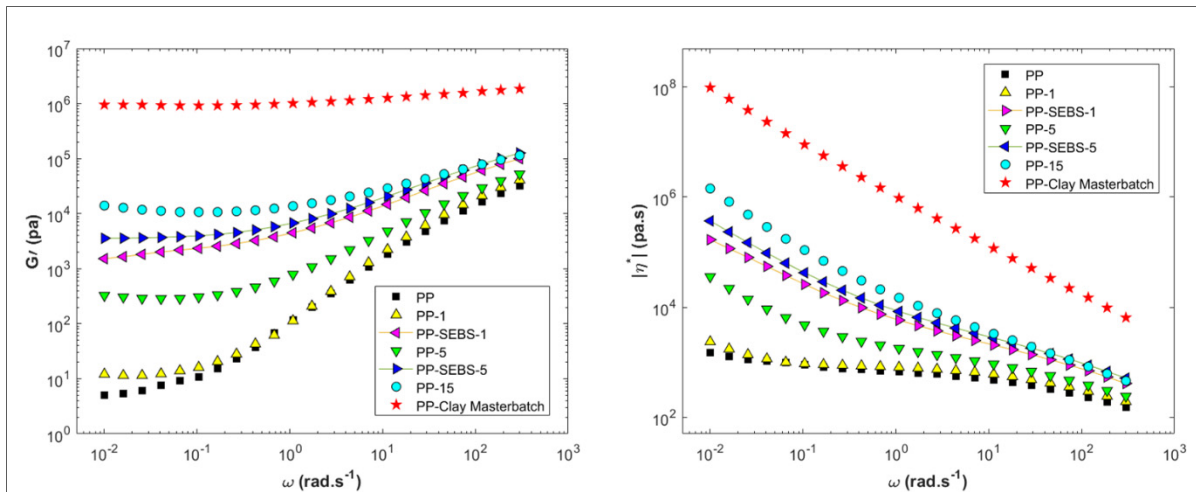 10^7
10^6
10^5
10^4
10^3
10^2
10^1
10^0
G′ (pa)
PP
PP-1
PP-SEBS-1
PP-5
PP-SEBS-5
PP-15
PP-Clay Masterbatch
10^-2 10^-1 10^0 10^1 10^2 10^3
ω (rad.s^-1)
10^8
10^6
10^4
10^2
|η*| (pa.s)
PP
PP-1
PP-SEBS-1
PP-5
PP-SEBS-5
PP-15
PP-Clay Masterbatch
10^-2 10^-1 10^0 10^1 10^2 10^3
ω (rad.s^-1)